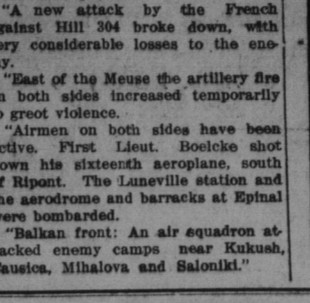 "A new attack by the French
gainst Hill 304 broke down, with
ery considerable losses to the ene-
y.
"East of the Meuse the artillery fire
n both sides increased temporarily
o greot violence.
"Airmen on both sides have been
ctive. First Lieut. Boelcke shot
own his sixteenth aeroplane, south
f Ripont. The Luneville station and
he aerodrome and barracks at Epinal
were bombarded.
"Balkan front: An air squadron at-
acked enemy camps near Kukush,
ausica, Mihalova and Saloniki."